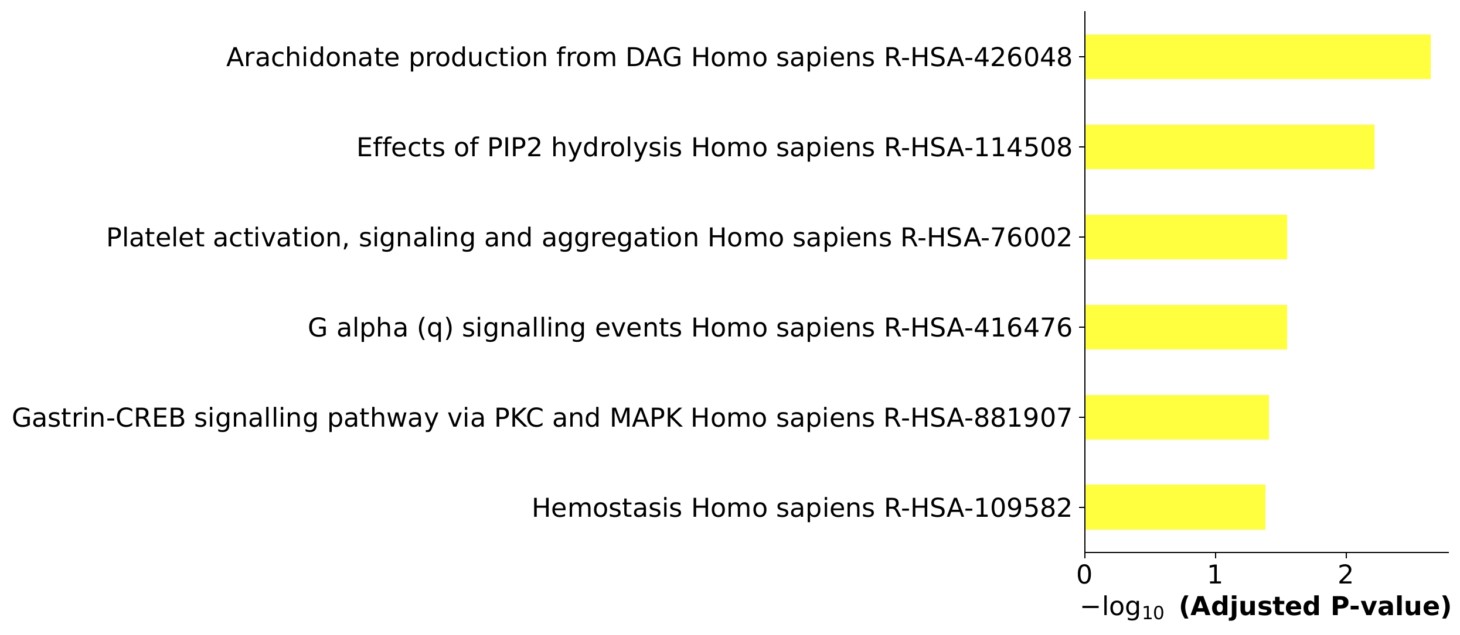 Arachidonate production from DAG Homo sapiens R-HSA-426048
Effects of PIP2 hydrolysis Homo sapiens R-HSA-114508
Platelet activation, signaling and aggregation Homo sapiens R-HSA-76002
G alpha (q) signalling events Homo sapiens R-HSA-416476
Gastrin-CREB signalling pathway via PKC and MAPK Homo sapiens R-HSA-881907
Hemostasis Homo sapiens R-HSA-109582
0 1 2
−log₁₀ (Adjusted P-value)